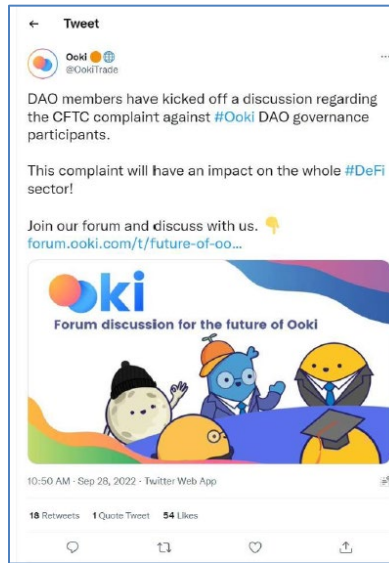 ← Tweet
Ooki 🟠🌐
@OokiTrade
...
DAO members have kicked off a discussion regarding
the CFTC complaint against #Ooki DAO governance
participants.
This complaint will have an impact on the whole #DeFi
sector!
Join our forum and discuss with us. 👇
forum.ooki.com/t/future-of-oo...
Ooki
Forum discussion for the future of Ooki
10:50 AM · Sep 28, 2022 · Twitter Web App
18 Retweets 1 Quote Tweet 54 Likes